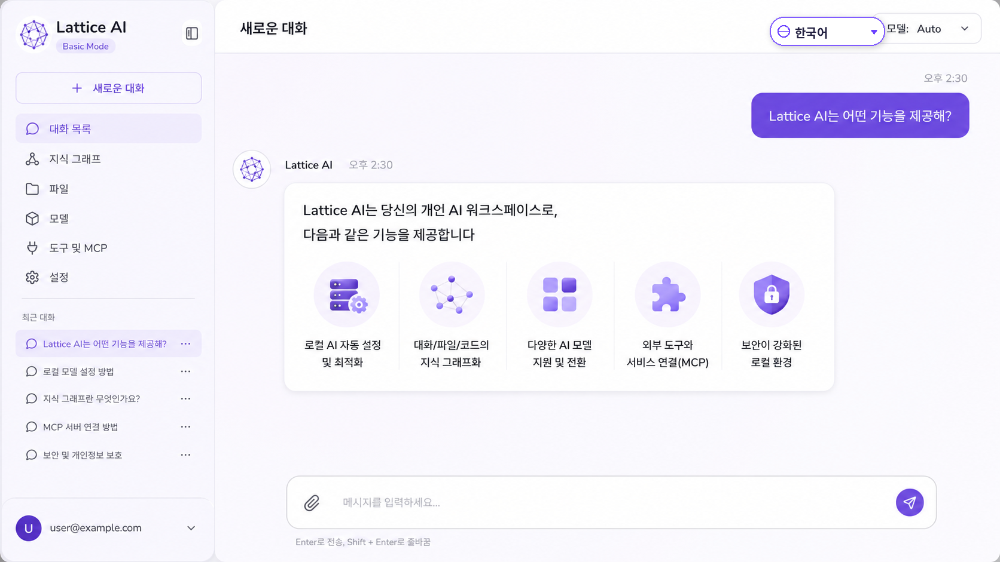 Lattice AI
Basic Mode
새로운 대화
대화 목록
지식 그래프
파일
모델
도구 및 MCP
설정
최근 대화
Lattice AI는 어떤 기능을 제공해?
로컬 모델 설정 방법
지식 그래프란 무엇인가요?
MCP 서버 연결 방법
보안 및 개인정보 보호
U
user@example.com
새로운 대화
한국어
모델: Auto
오후 2:30
Lattice AI는 어떤 기능을 제공해?
Lattice AI 오후 2:30
Lattice AI는 당신의 개언 AI 워크스페이스로,
다음과 같은 기능을 제공합니다
로컬 AI 자동 설정
및 최적화
대화/파일/코드의
지식 그래프화
다양한 AI 모델
지원 및 전환
외부 도구와
서비스 연결(MCP)
보안이 강화된
로컬 환경
메시지를 입력하세요...
Enter로 전송, Shift + Enter로 줄바꿈